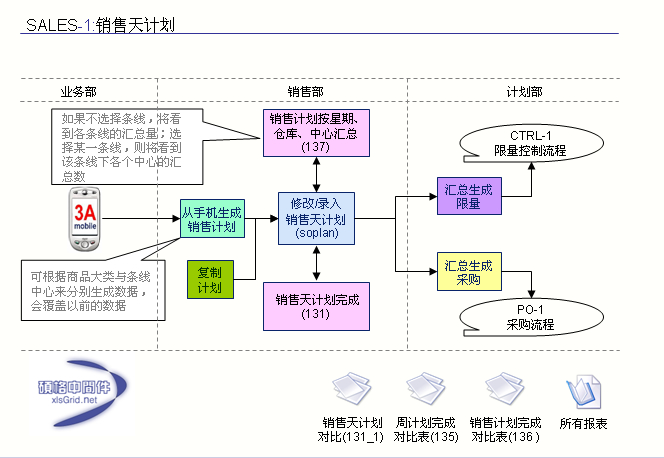 SALES-1:销售天计划
业务部
销售部
计划部
如果不选择条线，将看
到各条线的汇总量；选
择某一条线，则将看到
该条线下各个中心的汇
总数
销售计划按星期、
仓库、中心汇总
(137)
CTRL-1
限量控制流程
3A
mobile
从手机生成
销售计划
修改/录入
销售天计划
(soplan)
汇总生成
限量
复制
计划
汇总生成
采购
可根据商品大类与条线
中心来分别生成数据，
会覆盖以前的数据
销售天计划完成
(131)
PO-1
采购流程
硕格中间件
xlsGrid.net
销售天计划
对比(131_1)
周计划完成
对比表(135)
销售计划完成
对比表(136 )
所有报表